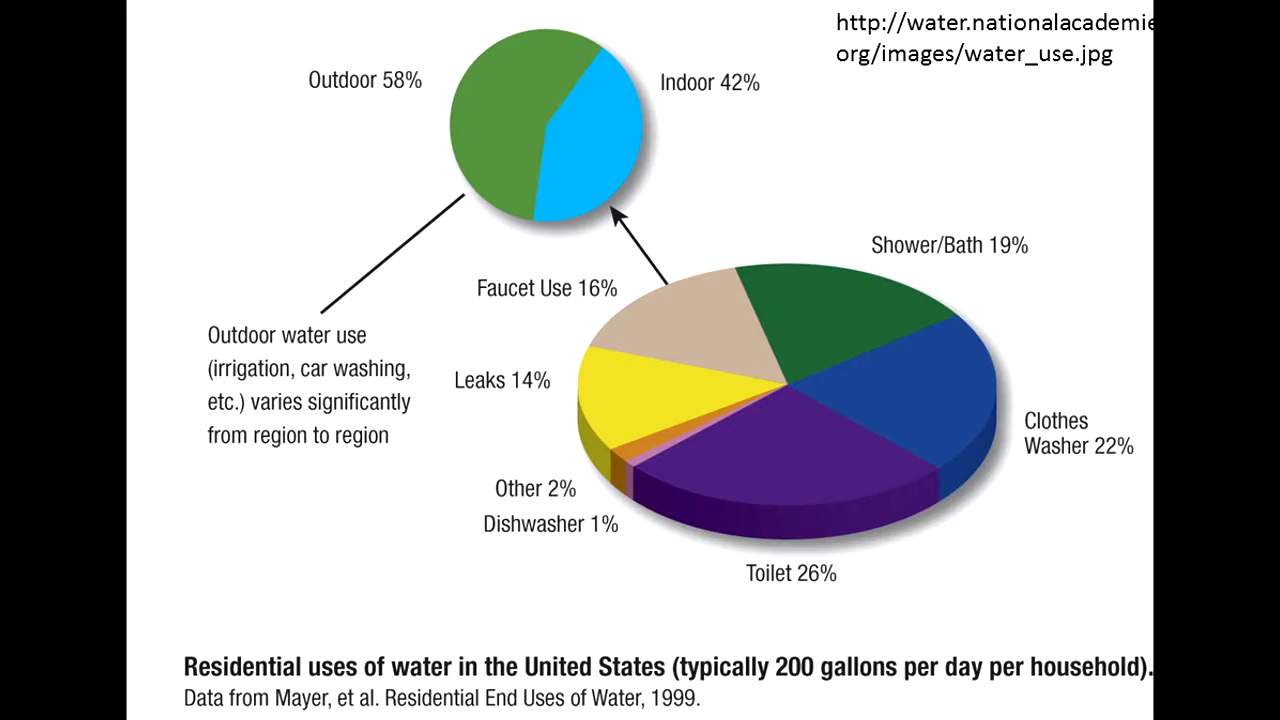 http://water.nationalacademie
org/images/water_use.jpg
Outdoor 58%
Indoor 42%
Shower/Bath 19%
Faucet Use 16%
Outdoor water use
(irrigation, car washing,
etc.) varies significantly
from region to region
Leaks 14%
Clothes
Washer 22%
Other 2%
Dishwasher 1%
Toilet 26%
Residential uses of water in the United States (typically 200 gallons per day per household).
Data from Mayer, et al. Residential End Uses of Water, 1999.